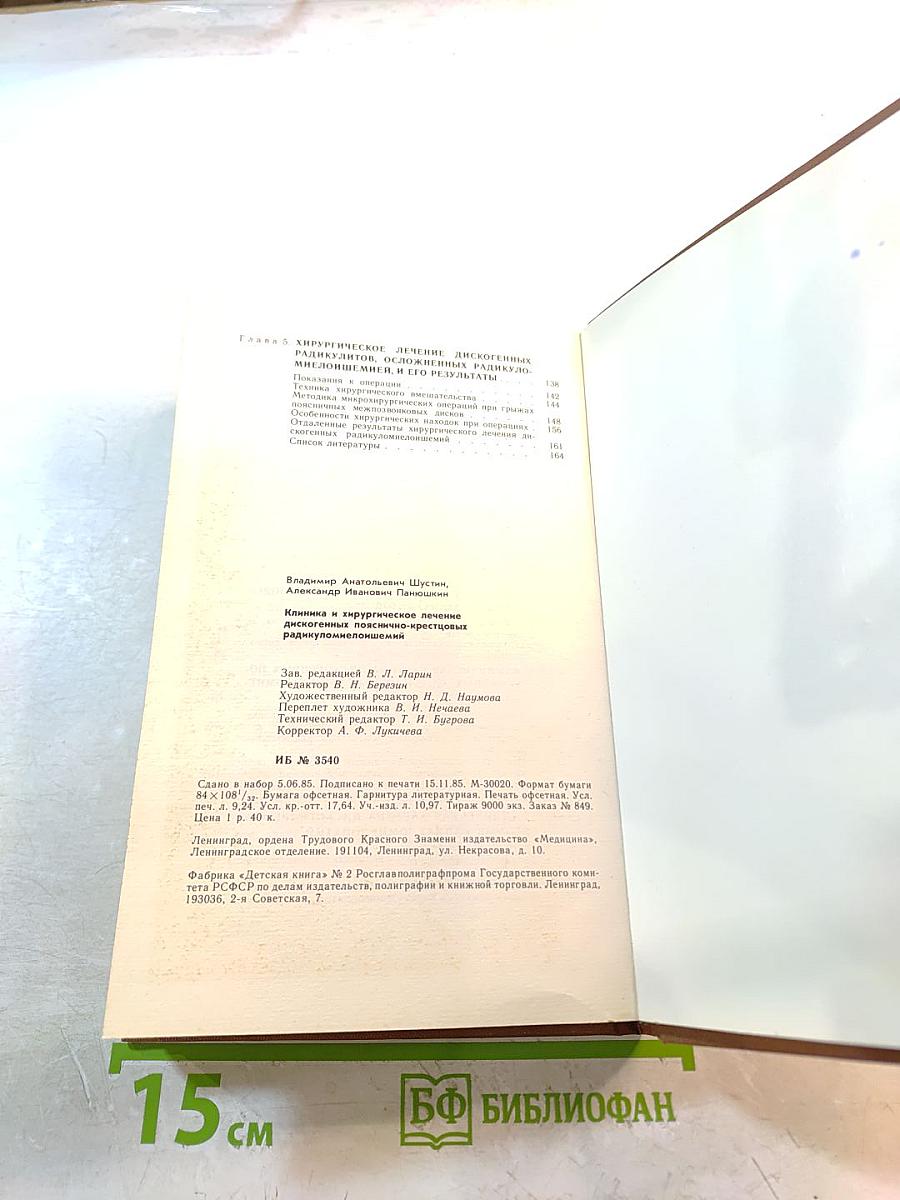 Глава 5. ХИРУРГИЧЕСКОЕ ЛЕЧЕНИЕ ДИСКОГЕННЫХ
РАДИКУЛИТОВ, ОСЛОЖНЕННЫХ РАДИКУЛО-
МИЕЛОИШЕМИЕЙ, И ЕГО РЕЗУЛЬТАТЫ . . . . 138
Показания к операции . . . . . . . . . . . 142
Техника хирургического вмешательства . . . . . 144
Методика микрохирургических операций при грыжах
поясничных межпозвонковых дисков . . . . . . 148
Особенности хирургических находок при операциях . 156
Отдаленные результаты хирургического лечения ди-
скогенных радикуломиелоишемий . . . . . . . 161
Список литературы . . . . . . . . . . . . 164
Владимир Анатольевич Шустин,
Александр Иванович Панюшкин
Клиника и хирургическое лечение
дискогенных пояснично-крестцовых
радикуломиелоишемий
Зав. редакцией В. Л. Ларин
Редактор В. Н. Березин
Художественный редактор Н. Д. Наумова
Переплет художника В. И. Нечаева
Технический редактор Т. И. Бугрова
Корректор А. Ф. Лукичева
ИБ № 3540
Сдано в набор 5.06.85. Подписано к печати 15.11.85. М-30020. Формат бумаги
84×108¹/₃₂. Бумага офсетная. Гарнитура литературная. Печать офсетная. Усл.
печ. л. 9,24. Усл. кр.-отт. 17,64. Уч.-изд. л. 10,97. Тираж 9000 экз. Заказ № 849.
Цена 1 р. 40 к.
Ленинград, ордена Трудового Красного Знамени издательство «Медицина»,
Ленинградское отделение. 191104, Ленинград, ул. Некрасова, д. 10.
Фабрика «Детская книга» № 2 Росглавполиграфпрома Государственного коми-
тета РСФСР по делам издательств, полиграфии и книжной торговли. Ленинград,
193036, 2-я Советская, 7.
15 см
БФ БИБЛИОФАН